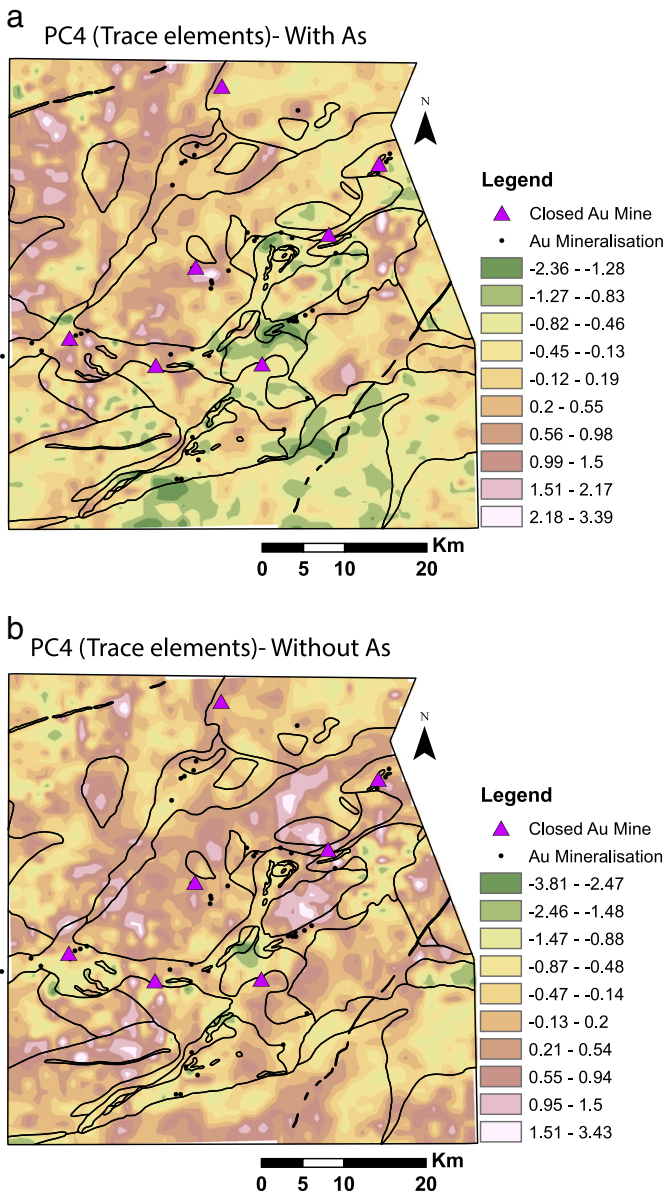 a
PC4 (Trace elements)- With As
N
Legend
Closed Au Mine
Au Mineralisation
-2.36 - -1.28
-1.27 - -0.83
-0.82 - -0.46
-0.45 - -0.13
-0.12 - 0.19
0.2 - 0.55
0.56 - 0.98
0.99 - 1.5
1.51 - 2.17
2.18 - 3.39
Km
0 5 10 20
b
PC4 (Trace elements)- Without As
N
Legend
Closed Au Mine
Au Mineralisation
-3.81 - -2.47
-2.46 - -1.48
-1.47 - -0.88
-0.87 - -0.48
-0.47 - -0.14
-0.13 - 0.2
0.21 - 0.54
0.55 - 0.94
0.95 - 1.5
1.51 - 3.43
Km
0 5 10 20